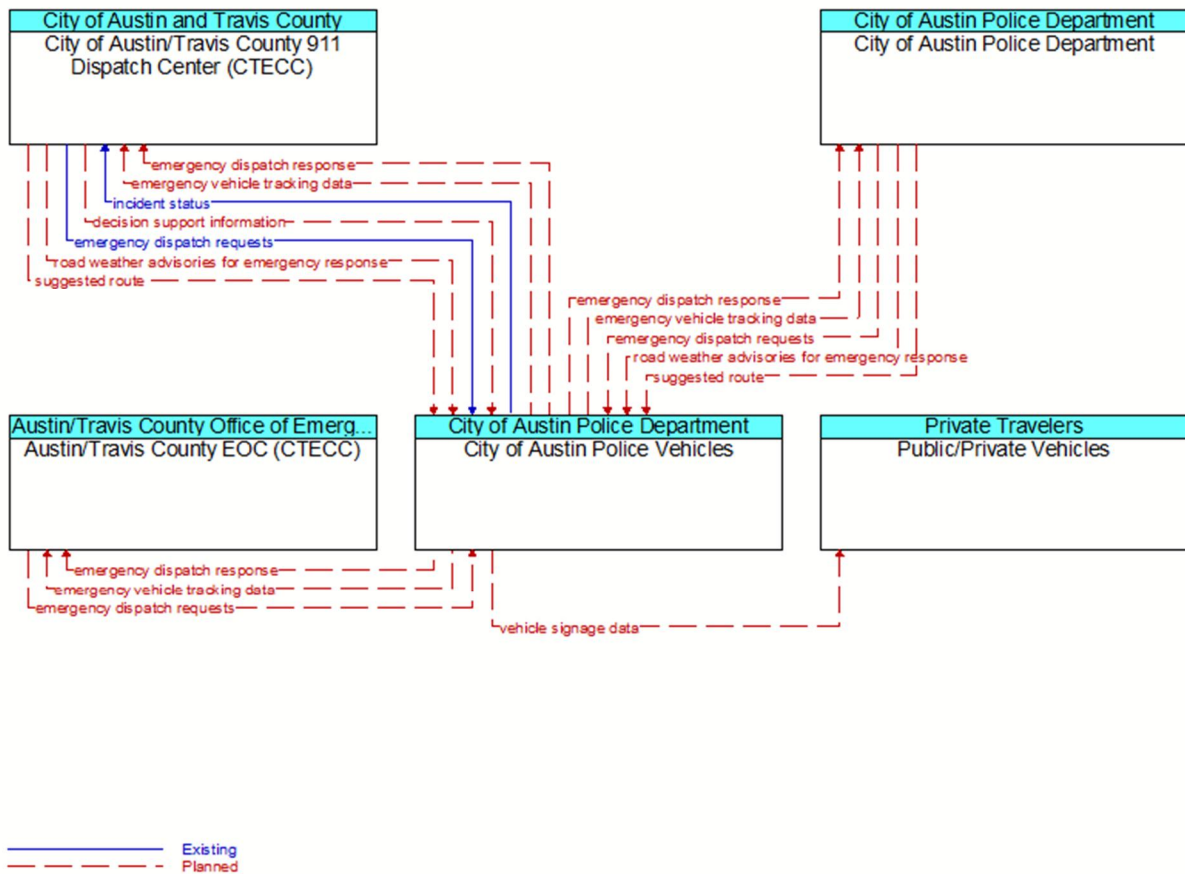 City of Austin and Travis County
City of Austin/Travis County 911
Dispatch Center (CTECC)
City of Austin Police Department
City of Austin Police Department
emergency dispatch response
emergency vehicle tracking data
incident status
decision support information
emergency dispatch requests
road weather advisories for emergency response
suggested route
emergency dispatch response
emergency vehicle tracking data
emergency dispatch requests
road weather advisories for emergency response
suggested route
Austin/Travis County Office of Emerg...
Austin/Travis County EOC (CTECC)
City of Austin Police Department
City of Austin Police Vehicles
Private Travelers
Public/Private Vehicles
emergency dispatch response
emergency vehicle tracking data
emergency dispatch requests
vehicle signage data
Existing
Planned